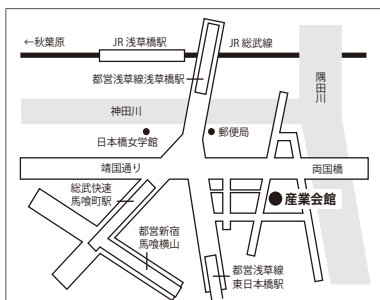 ←秋葉原
JR 浅草橋駅
JR 総武線
都営浅草線浅草橋駅
隅田川
神田川
日本橋女学館
郵便局
靖国通り
両国橋
総武快速
馬喰町駅
産業会館
都営新宿
馬喰横山
都営浅草線
東日本橋駅